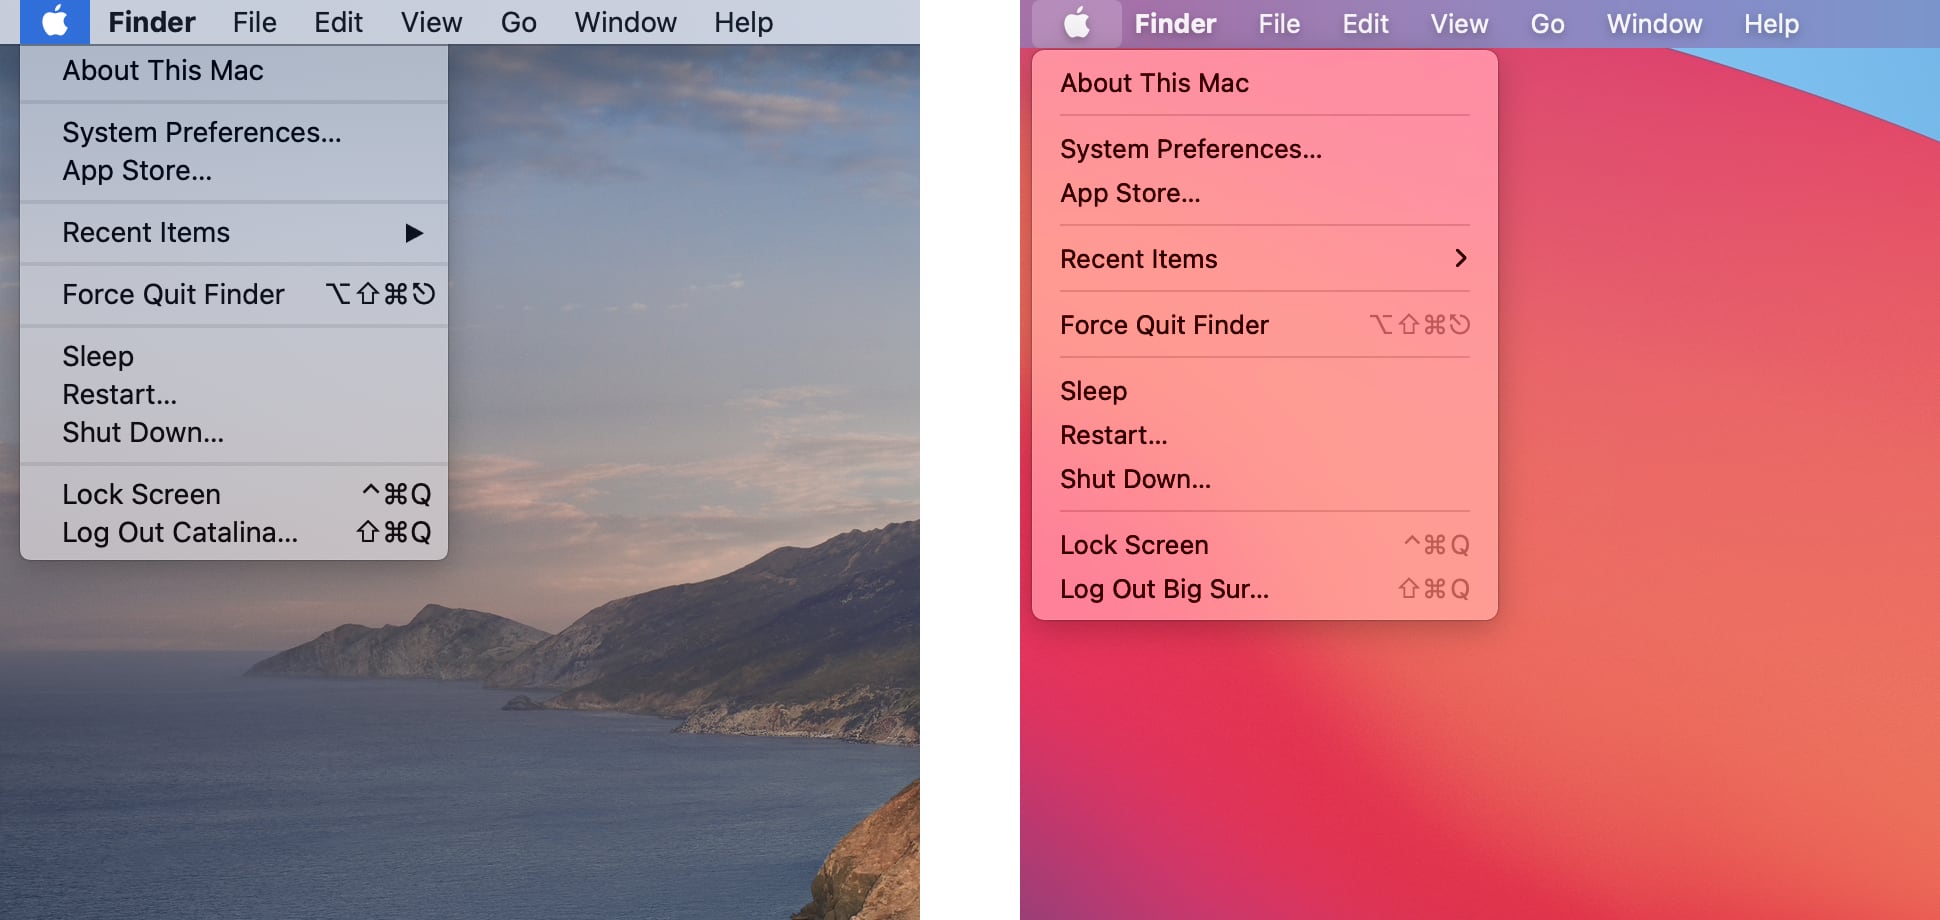 Finder File Edit View Go Window Help
About This Mac
System Preferences...
App Store...
Recent Items ▶
Force Quit Finder ⌥⇧⌘⎋
Sleep
Restart...
Shut Down...
Lock Screen ^⌘Q
Log Out Catalina... ⇧⌘Q
Finder File Edit View Go Window Help
About This Mac
System Preferences...
App Store...
Recent Items >
Force Quit Finder ⌥⇧⌘⎋
Sleep
Restart...
Shut Down...
Lock Screen ^⌘Q
Log Out Big Sur... ⇧⌘Q